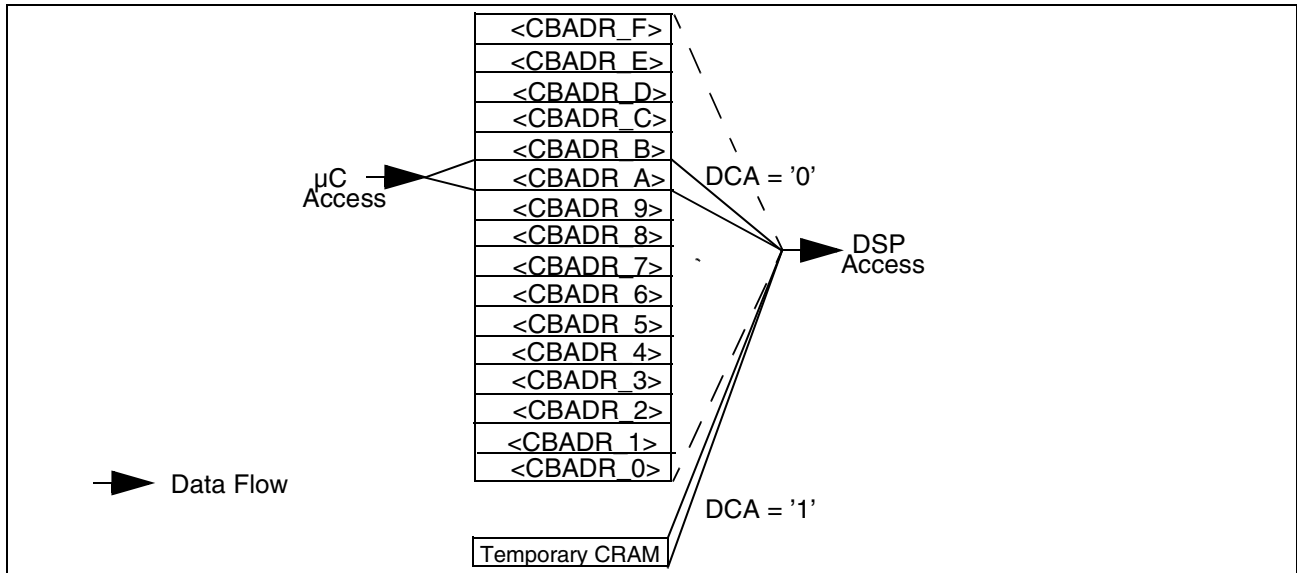 <CBADR_F>
<CBADR_E>
<CBADR_D>
<CBADR_C>
<CBADR_B>
<CBADR_A>
<CBADR_9>
<CBADR_8>
<CBADR_7>
<CBADR_6>
<CBADR_5>
<CBADR_4>
<CBADR_3>
<CBADR_2>
<CBADR_1>
<CBADR_0>
Temporary CRAM
µC
Access
DCA = '0'
DSP
Access
DCA = '1'
Data Flow